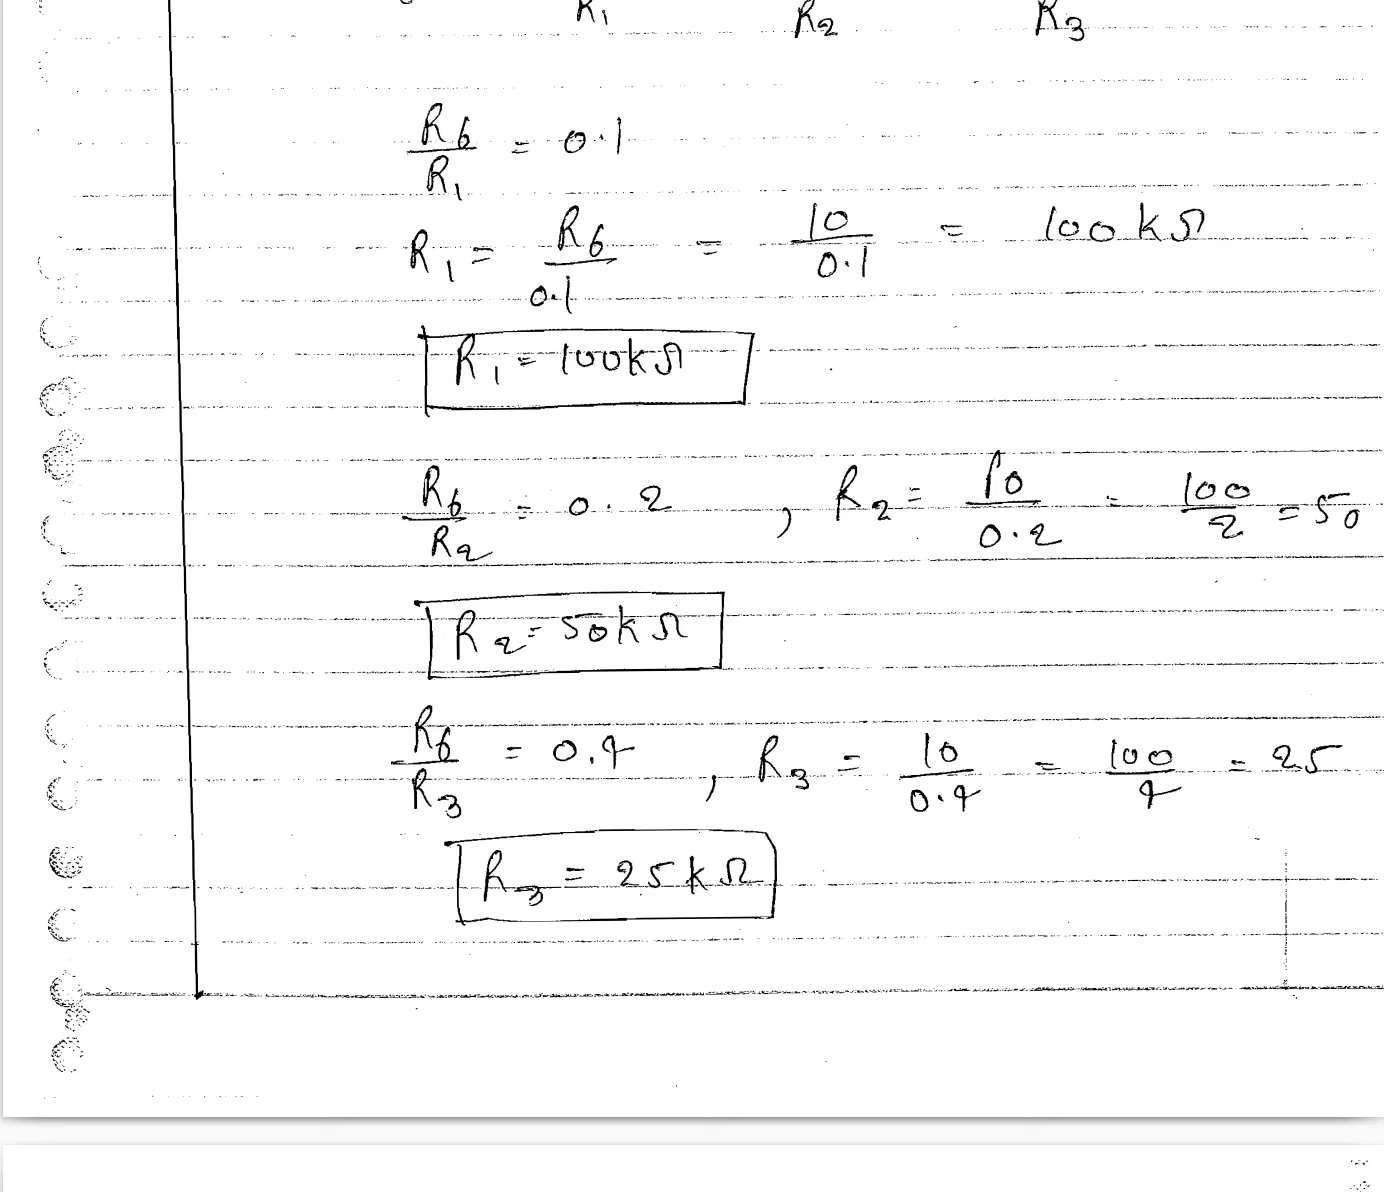 R1 R2 R3
R6/R1 = 0.1
R1 = R6/0.1 = 10/0.1 = 100 kΩ
R1 = 100kΩ
R6/R2 = 0.2 , R2 = 10/0.2 = 100/2 = 50
R2 = 50kΩ
R6/R3 = 0.4 , R3 = 10/0.4 = 100/4 = 25
R3 = 25kΩ